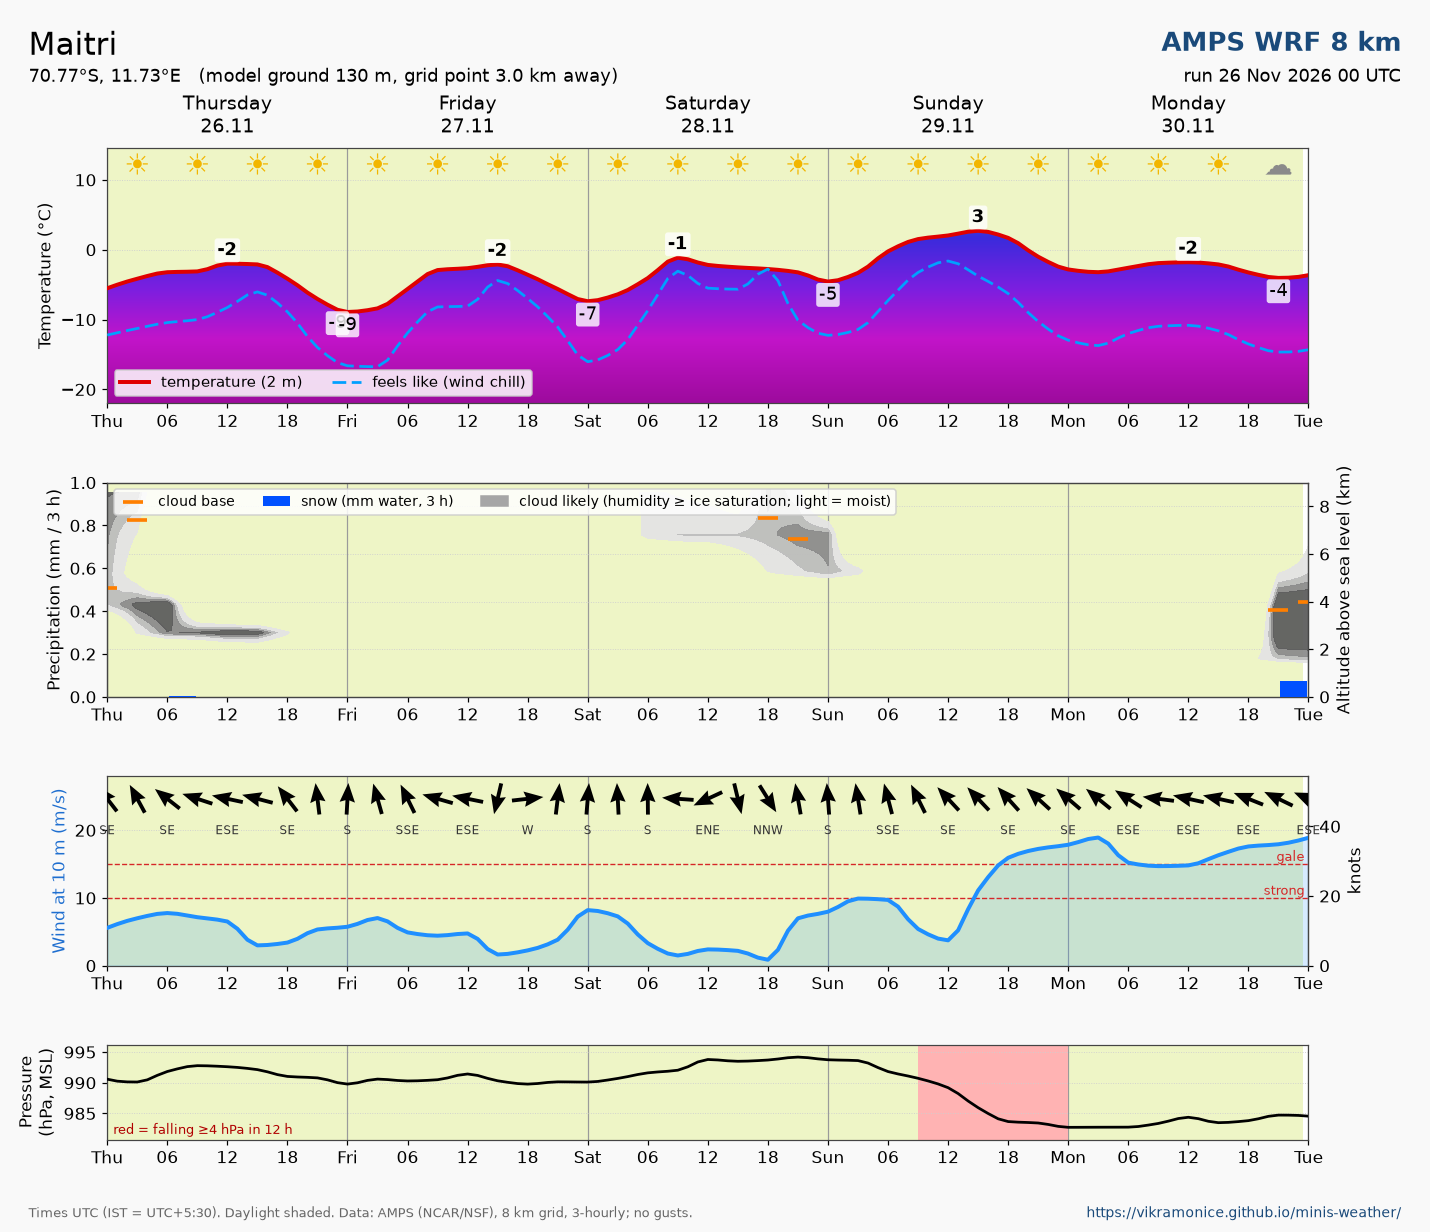 Maitri
AMPS WRF 8 km
70.77°S, 11.73°E (model ground 130 m, grid point 3.0 km away)
run 26 Nov 2026 00 UTC
Thursday Friday Saturday Sunday Monday
26.11 27.11 28.11 29.11 30.11
Temperature (°C)
10
0
−10
−20
-2 -9 -2 -7 -1 -5 3 -2 -4
temperature (2 m) feels like (wind chill)
Thu 06 12 18 Fri 06 12 18 Sat 06 12 18 Sun 06 12 18 Mon 06 12 18 Tue
Precipitation (mm / 3 h)
1.0
0.8
0.6
0.4
0.2
0.0
cloud base snow (mm water, 3 h) cloud likely (humidity ≥ ice saturation; light = moist)
8
6
4
2
0
Altitude above sea level (km)
Thu 06 12 18 Fri 06 12 18 Sat 06 12 18 Sun 06 12 18 Mon 06 12 18 Tue
Wind at 10 m (m/s)
20
10
0
SE SE ESE SE S SSE ESE W S S ENE NNW S SSE SE SE SE ESE ESE ESE ESE
gale
strong
40
20
0
knots
Thu 06 12 18 Fri 06 12 18 Sat 06 12 18 Sun 06 12 18 Mon 06 12 18 Tue
Pressure
(hPa, MSL)
995
990
985
red = falling ≥4 hPa in 12 h
Thu 06 12 18 Fri 06 12 18 Sat 06 12 18 Sun 06 12 18 Mon 06 12 18 Tue
Times UTC (IST = UTC+5:30). Daylight shaded. Data: AMPS (NCAR/NSF), 8 km grid, 3-hourly; no gusts.
https://vikramonice.github.io/minis-weather/